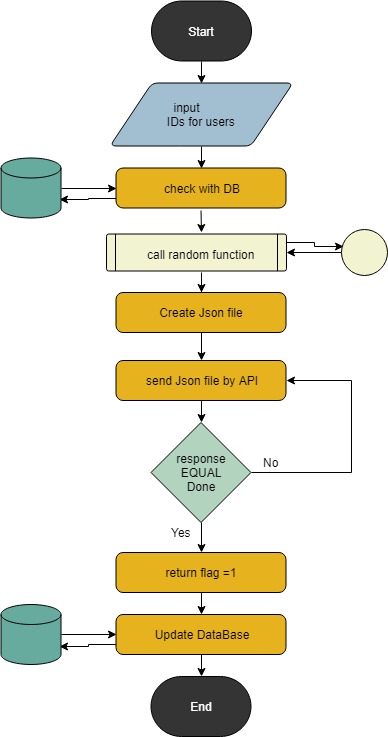 Start
input
IDs for users
check with DB
call random function
Create Json file
send Json file by API
response
EQUAL
Done
No
Yes
return flag =1
Update DataBase
End